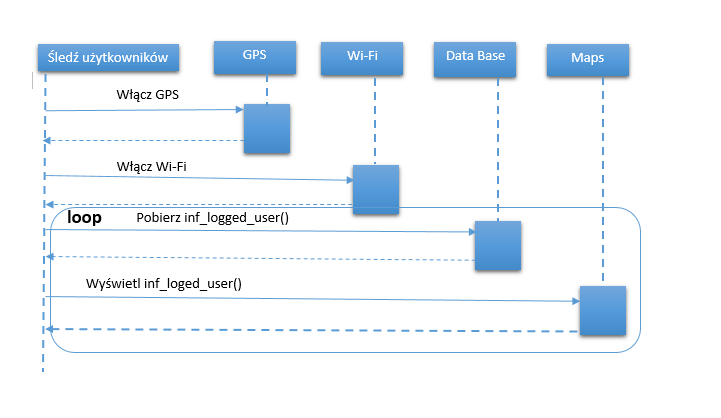 Śledź użytkowników
GPS
Wi-Fi
Data Base
Maps
Włącz GPS
Włącz Wi-Fi
loop
Pobierz inf_logged_user()
Wyświetl inf_loged_user()